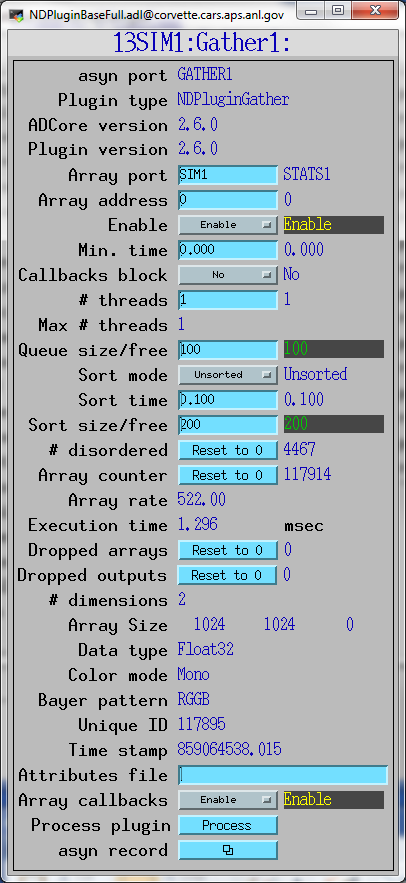 NDPluginBaseFull.adl@corvette.cars.aps.anl.gov
13SIM1:Gather1:
asyn port GATHER1
Plugin type NDPluginGather
ADCore version 2.6.0
Plugin version 2.6.0
Array port SIM1 STATS1
Array address 0 0
Enable Enable Enable
Min. time 0.000 0.000
Callbacks block No No
# threads 1 1
Max # threads 1
Queue size/free 100 100
Sort mode Unsorted Unsorted
Sort time 0.100 0.100
Sort size/free 200 200
# disordered Reset to 0 4467
Array counter Reset to 0 117914
Array rate 522.00
Execution time 1.296 msec
Dropped arrays Reset to 0 0
Dropped outputs Reset to 0 0
# dimensions 2
Array Size 1024 1024 0
Data type Float32
Color mode Mono
Bayer pattern RGGB
Unique ID 117895
Time stamp 859064538.015
Attributes file
Array callbacks Enable Enable
Process plugin Process
asyn record